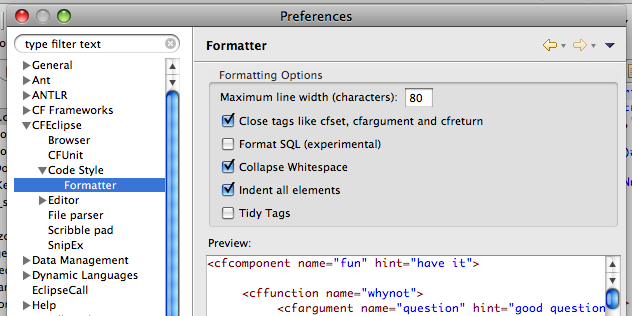 Preferences
type filter text
General
Ant
ANTLR
CF Frameworks
CFEclipse
Browser
CFUnit
Code Style
Formatter
Editor
File parser
Scribble pad
SnipEx
Data Management
Dynamic Languages
EclipseCall
Help
Formatter
Formatting Options
Maximum line width (characters): 80
Close tags like cfset, cfargument and cfreturn
Format SQL (experimental)
Collapse Whitespace
Indent all elements
Tidy Tags
Preview:
<cfcomponent name="fun" hint="have it">
<cffunction name="whynot">
<cfargument name="question" hint="good question